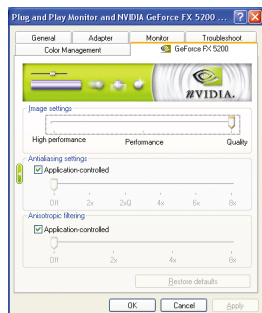 Plug and Play Monitor and NVIDIA GeForce FX 5200 ...
General Adapter Monitor Troubleshoot
Color Management GeForce FX 5200
nVIDIA.
Image settings
High performance Performance Quality
Antialiasing settings
Application-controlled
Off 2x 2xQ 4x 6x 8x
Anisotropic filtering
Application-controlled
Off 2x 4x 8x
Restore defaults
OK Cancel Apply